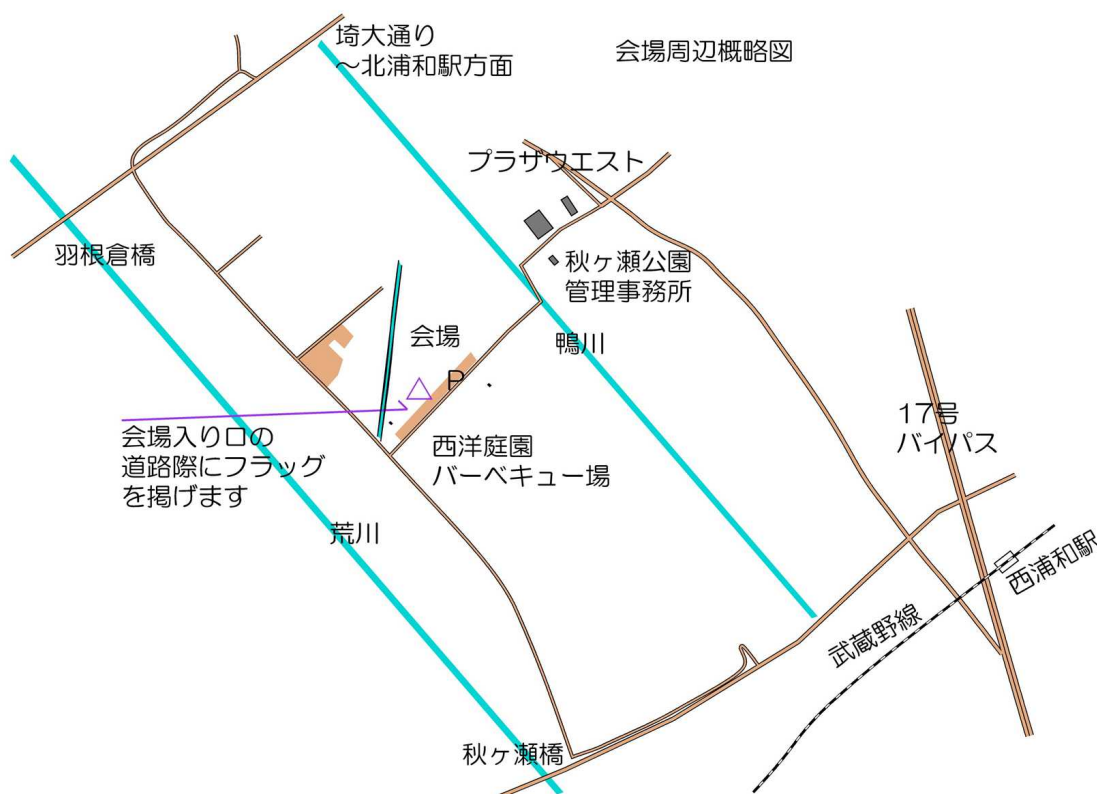 埼大通り
～北浦和駅方面
会場周辺概略図
プラザウエスト
羽根倉橋
秋ヶ瀬公園
管理事務所
会場
鴨川
P
17号
バイパス
会場入り口の
道路際にフラッグ
を掲げます
西洋庭園
バーベキュー場
荒川
西浦和駅
武蔵野線
秋ヶ瀬橋